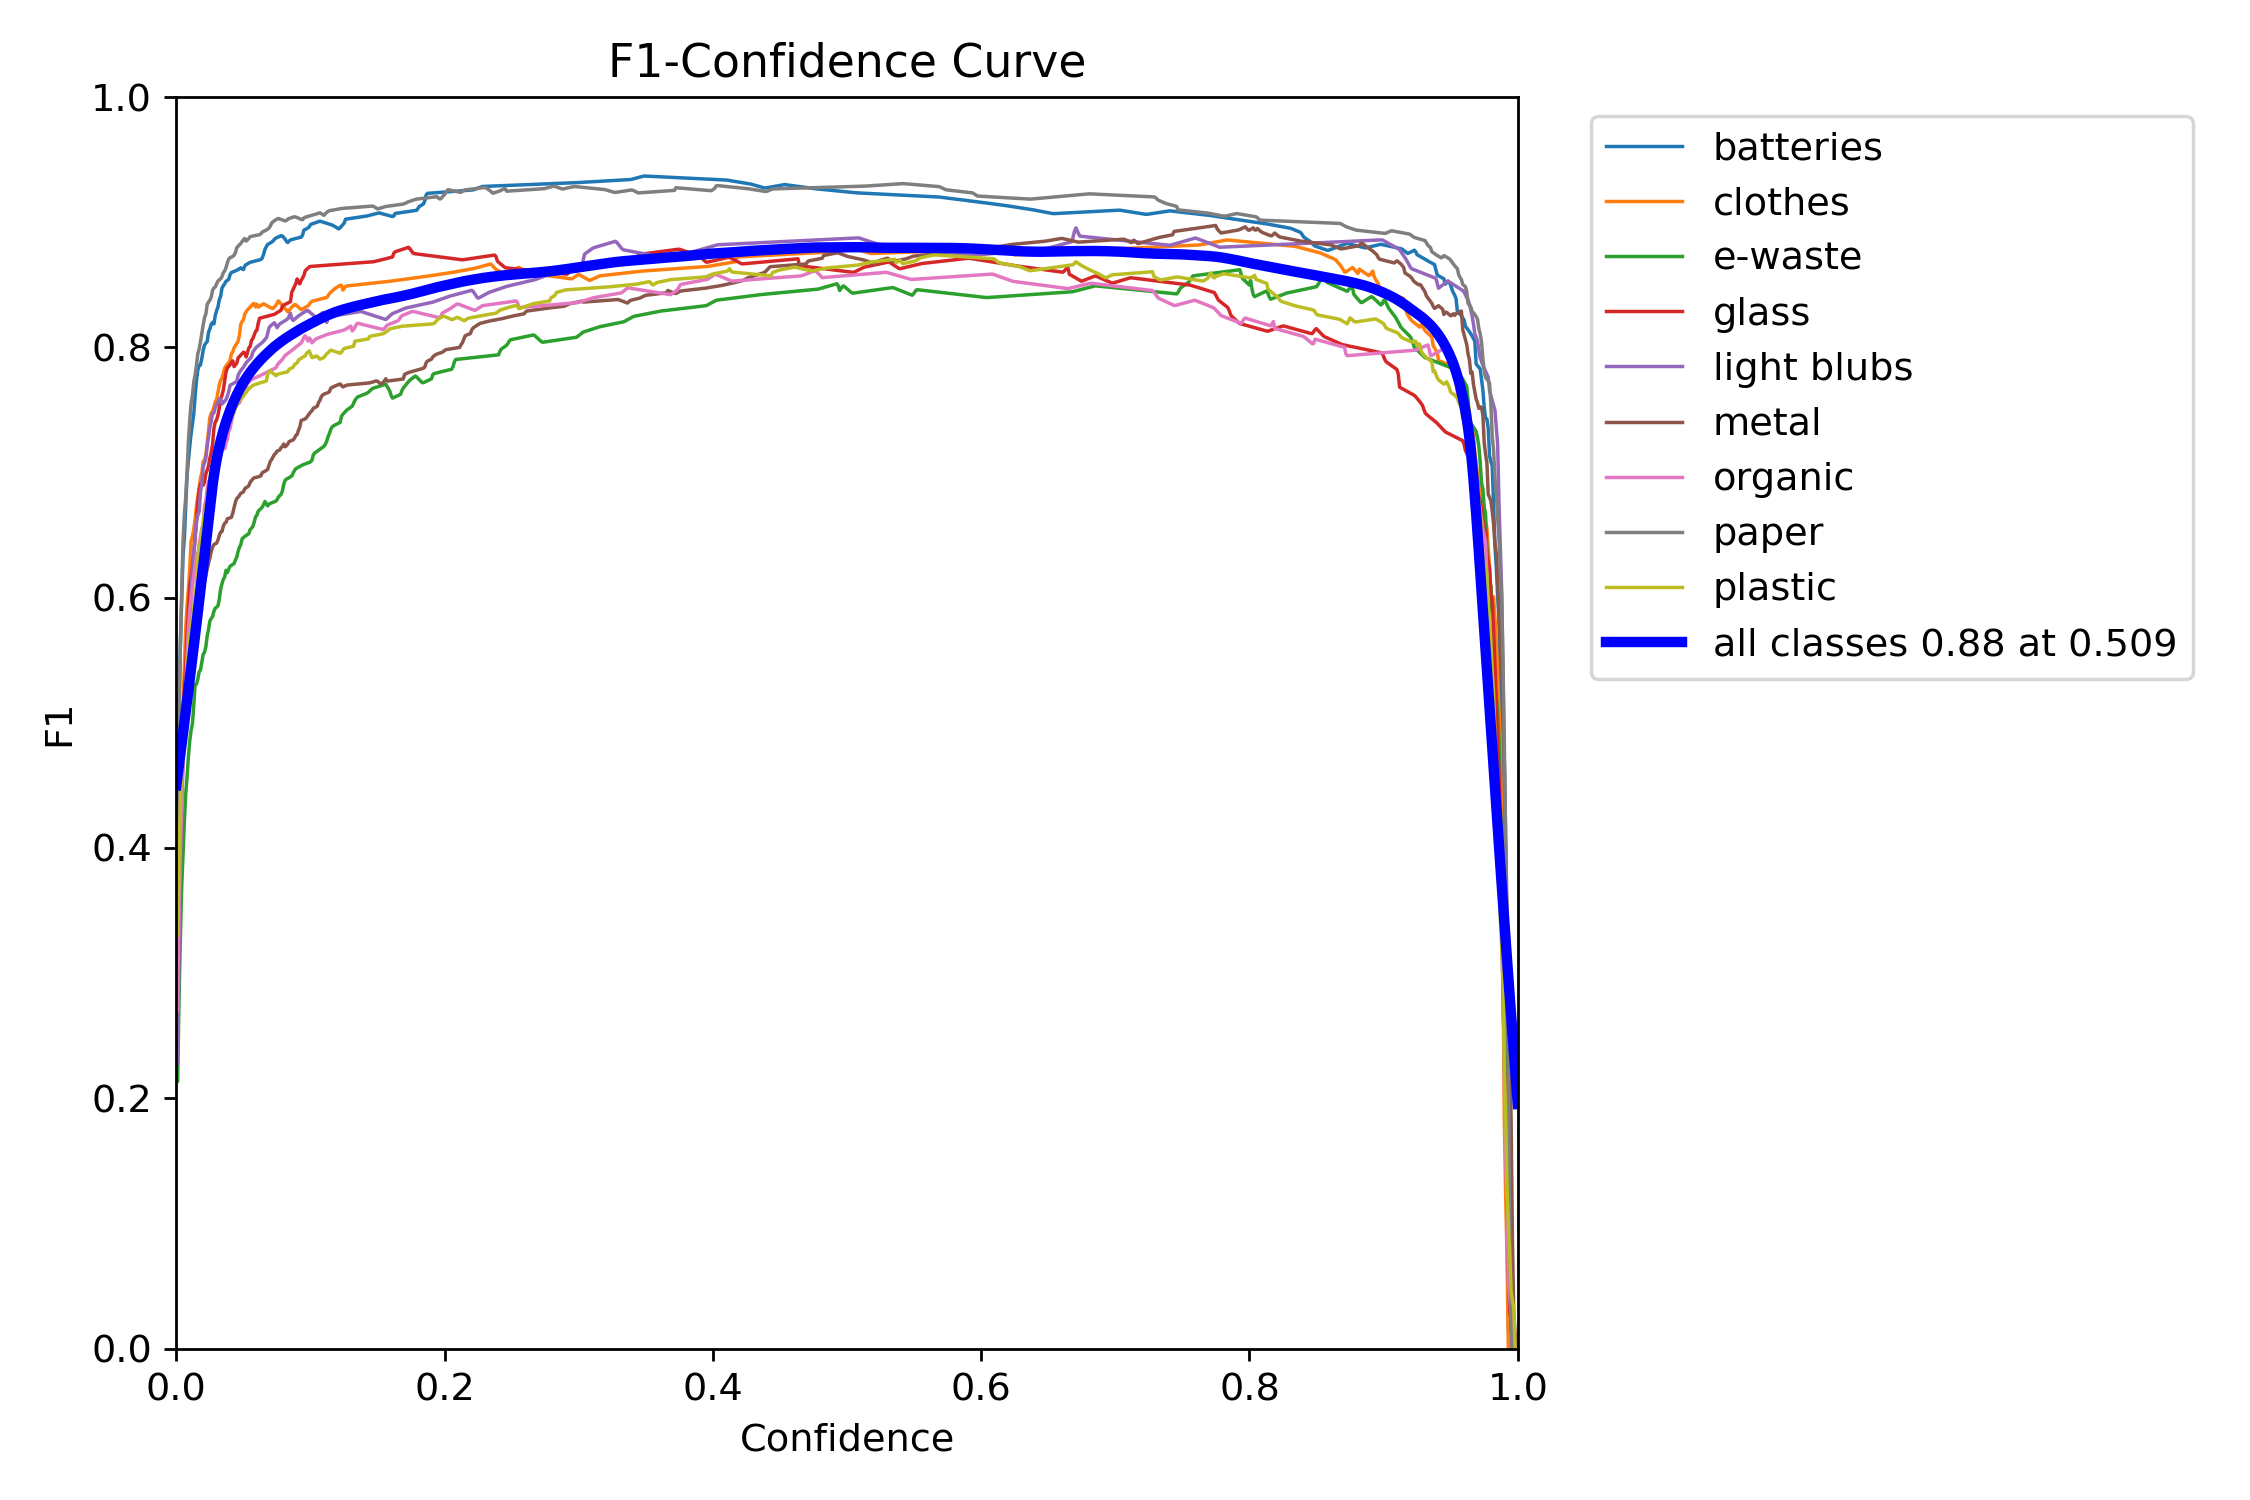 F1-Confidence Curve
1.0
0.8
0.6
0.4
0.2
0.0
F1
0.0 0.2 0.4 0.6 0.8 1.0
Confidence
batteries
clothes
e-waste
glass
light blubs
metal
organic
paper
plastic
all classes 0.88 at 0.509